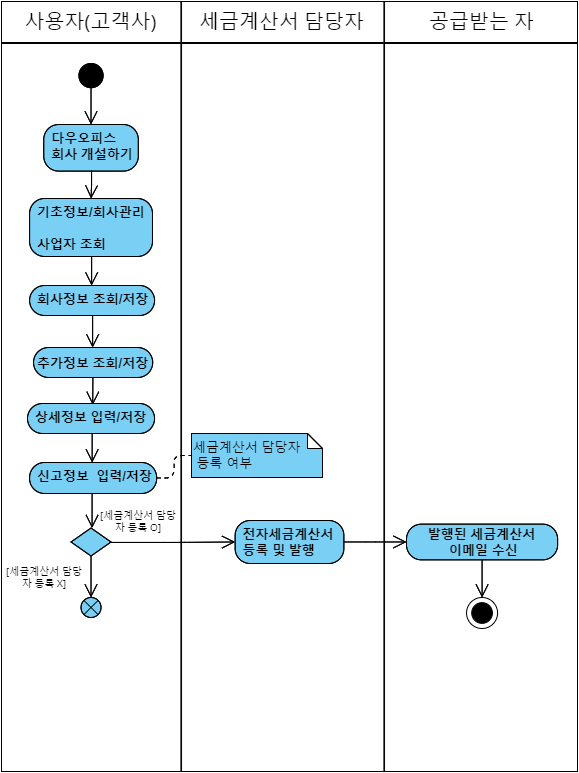 사용자(고객사)
세금계산서 담당자
공급받는 자
다우오피스
회사 개설하기
기초정보/회사관리
사업자 조회
회사정보 조회/저장
추가정보 조회/저장
상세정보 입력/저장
신고정보 입력/저장
세금계산서 담당자
등록 여부
[세금계산서 담당
자 등록 O]
[세금계산서 담당
자 등록 X]
전자세금계산서
등록 및 발행
발행된 세금계산서
이메일 수신